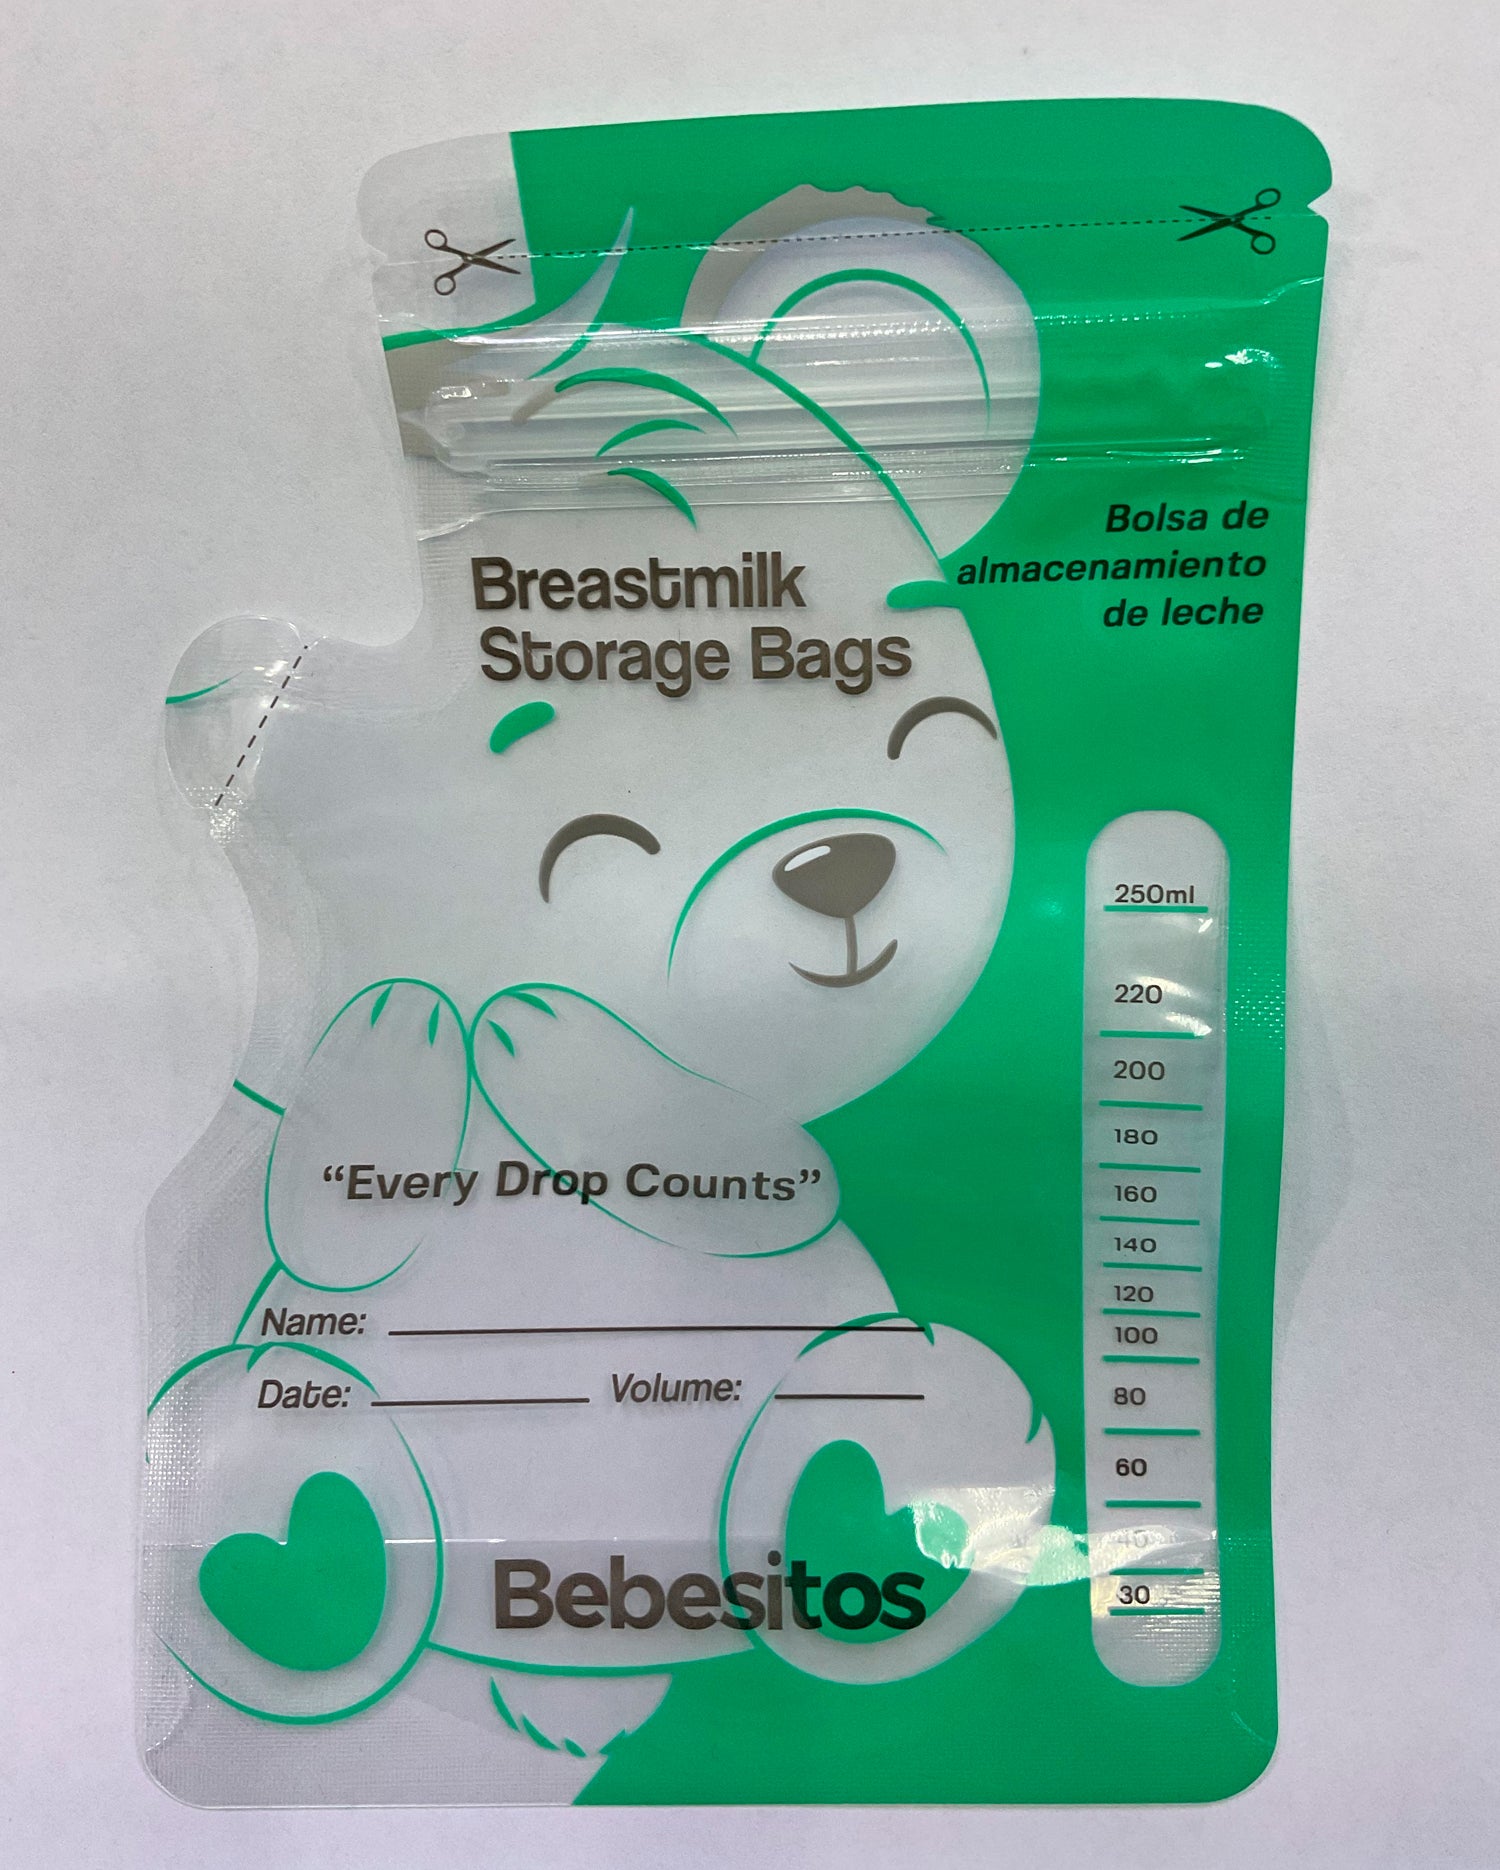 Bolsa de
almacenamiento
de leche
Breastmilk
Storage Bags
250ml
220
200
180
160
140
120
100
80
60
40
30
“Every Drop Counts”
Name:
Date: Volume:
Bebesitos